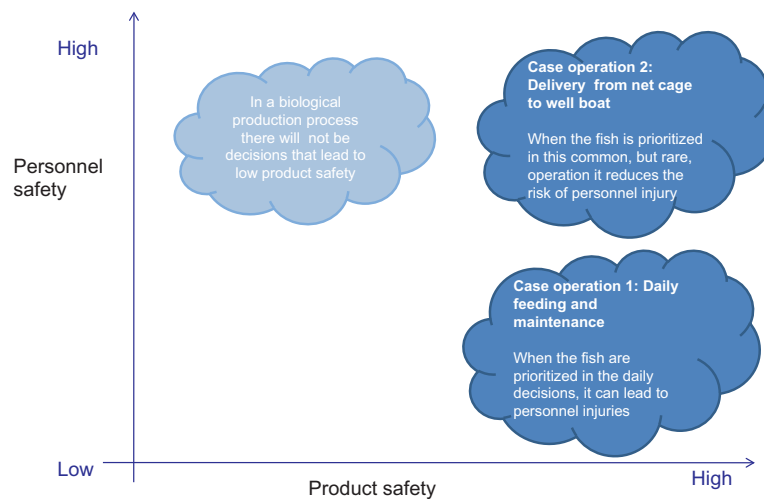 High
Personnel
safety
In a biological
production process
there will not be
decisions that lead to
low product safety
Case operation 2:
Delivery from net cage
to well boat
When the fish is prioritized
in this common, but rare,
operation it reduces the
risk of personnel injury
Case operation 1: Daily
feeding and
maintenance
When the fish are
prioritized in the daily
decisions, it can lead to
personnel injuries
Low
Product safety
High